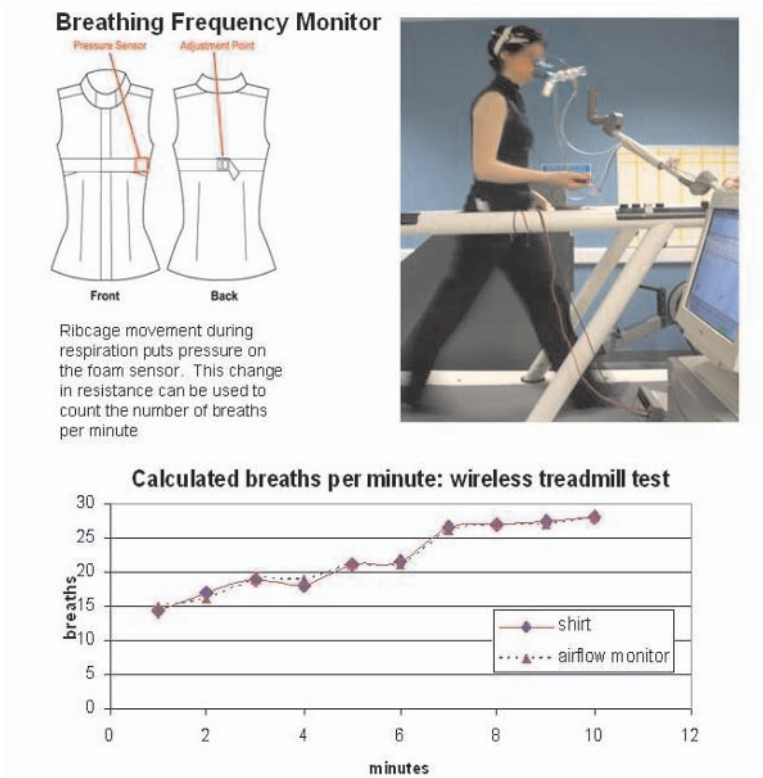 Breathing Frequency Monitor
Pressure Sensor
Adjustment Point
Front
Back
Ribcage movement during
respiration puts pressure on
the foam sensor. This change
in resistance can be used to
count the number of breaths
per minute
Calculated breaths per minute: wireless treadmill test
30
25
20
15
10
5
0
breaths
shirt
airflow monitor
0 2 4 6 8 10 12
minutes